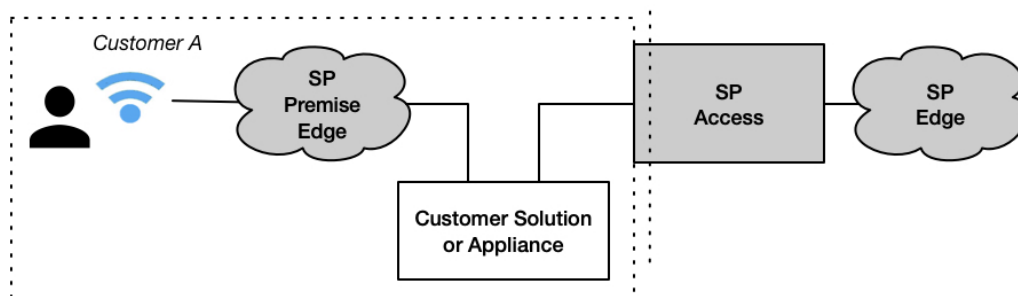 Customer A
SP
Premise
Edge
SP
Access
SP
Edge
Customer Solution
or Appliance